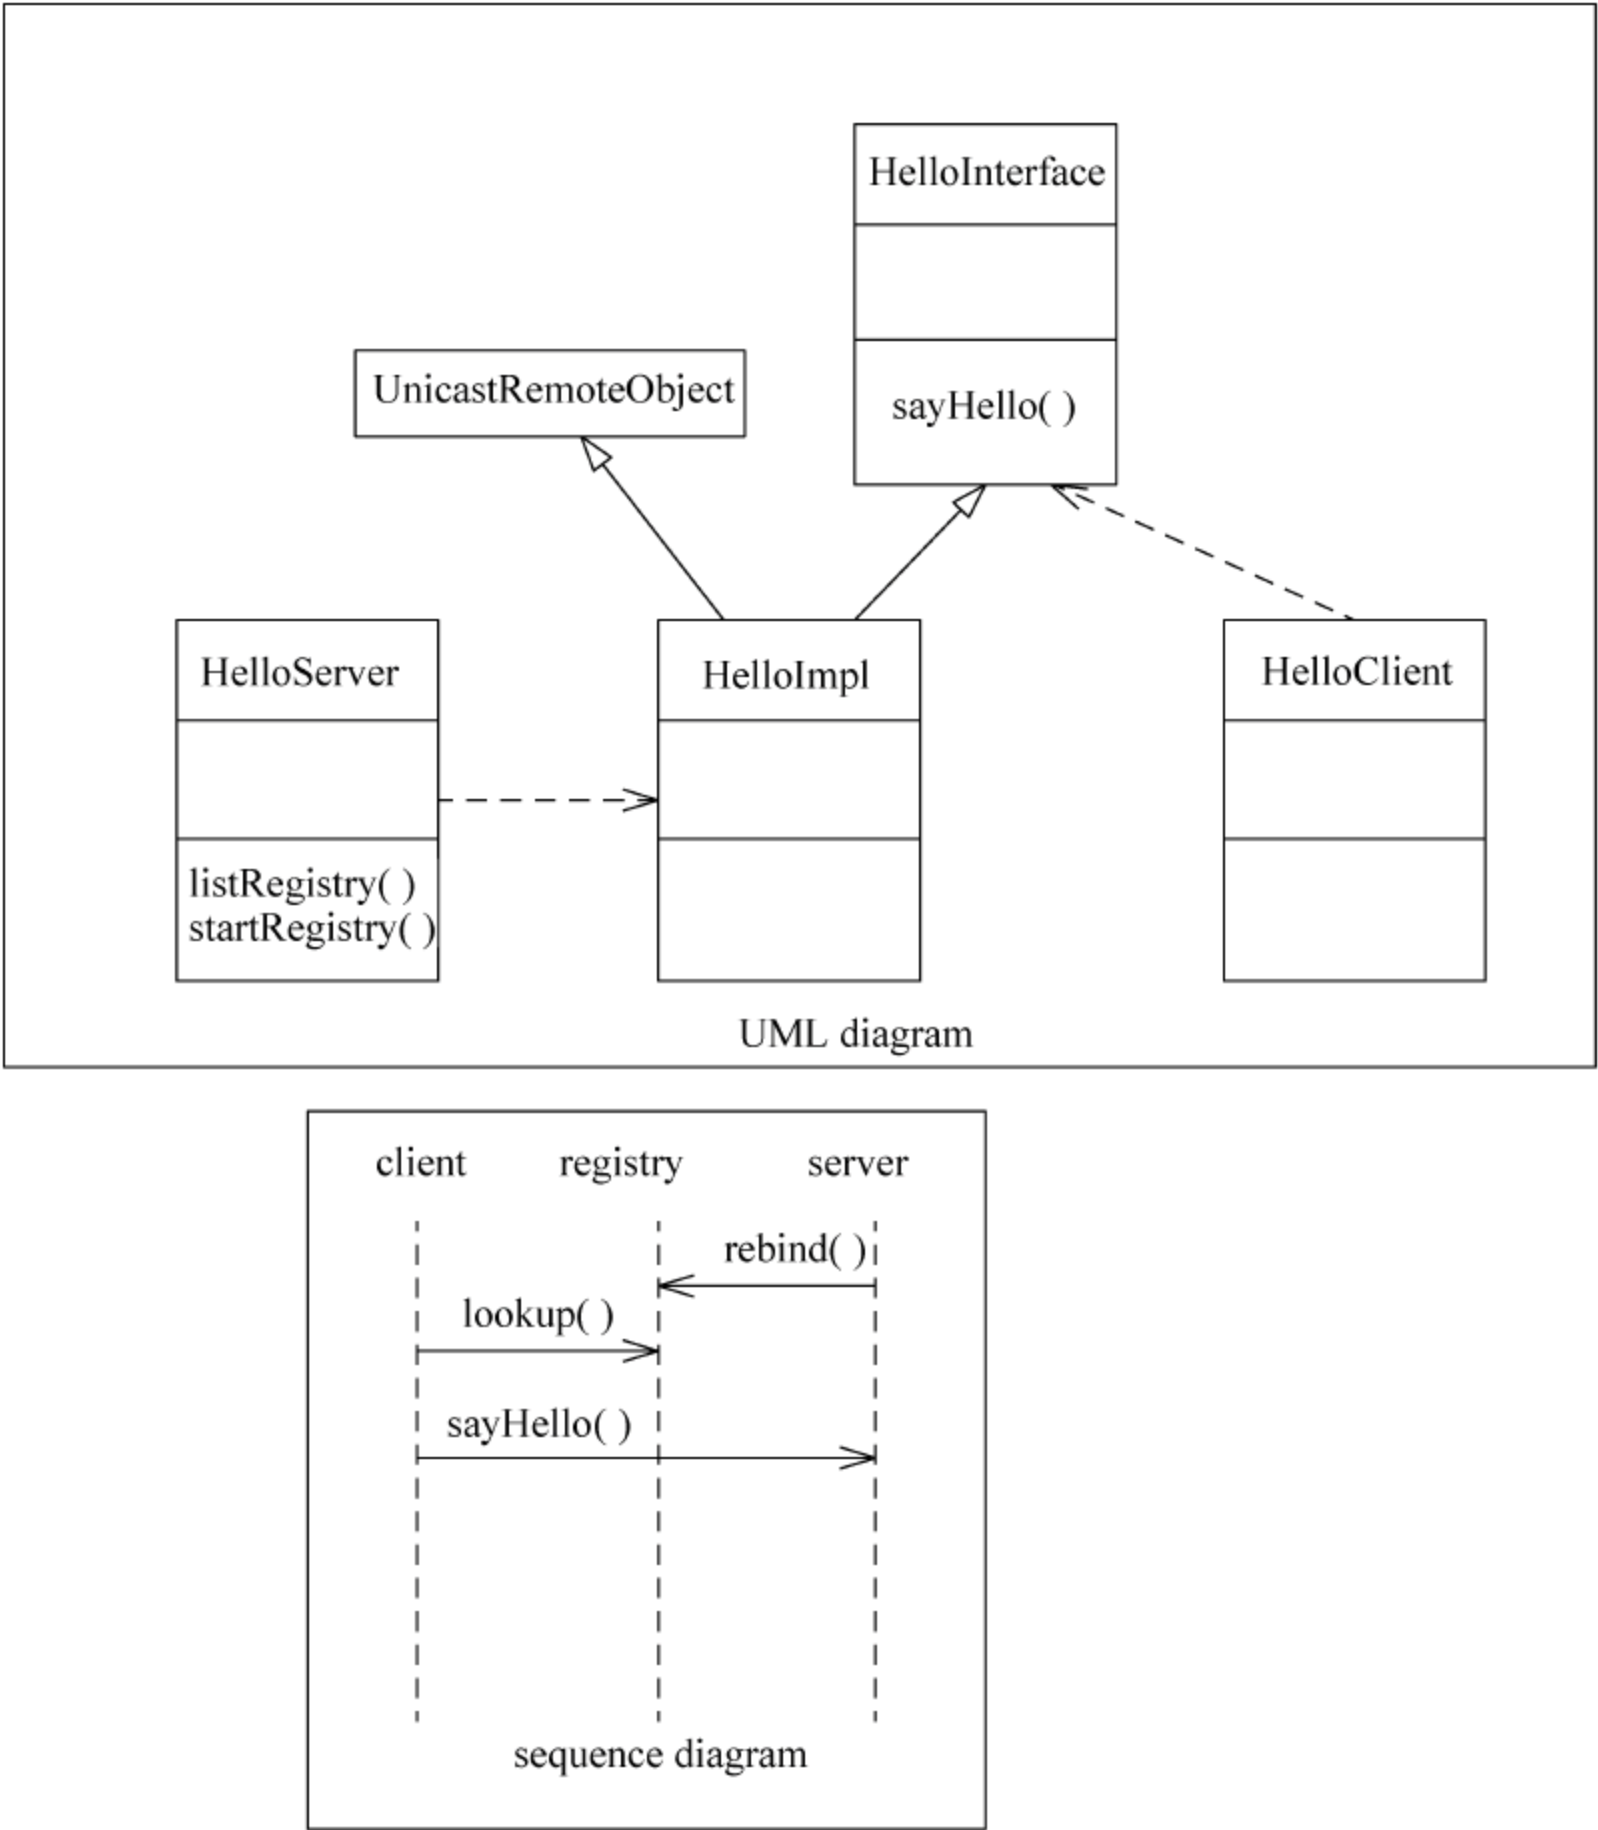 HelloInterface
UnicastRemoteObject
sayHello( )
HelloServer
HelloImpl
HelloClient
listRegistry( )
startRegistry( )
UML diagram
client registry server
rebind( )
lookup( )
sayHello( )
sequence diagram